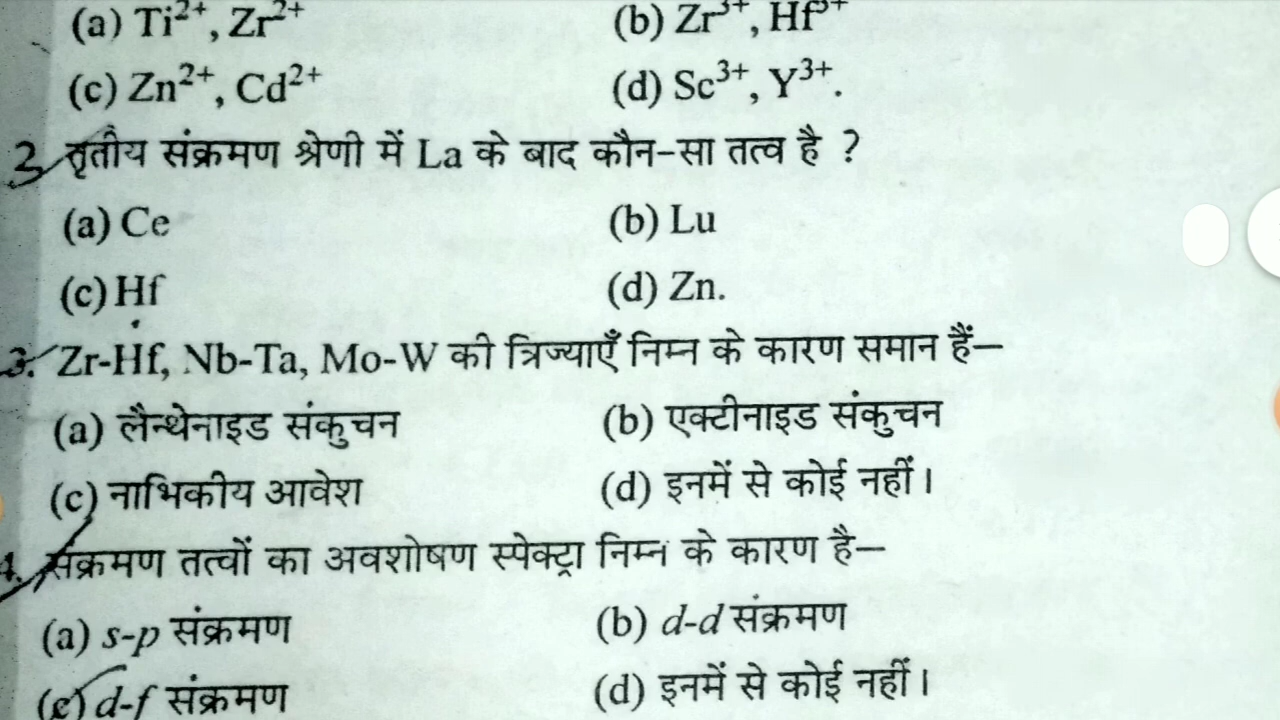 (a) Ti²⁺, Zr²⁺ (b) Zr³⁺, Hf³⁺
(c) Zn²⁺, Cd²⁺ (d) Sc³⁺, Y³⁺.
2 तृतीय संक्रमण श्रेणी में La के बाद कौन-सा तत्व है ?
(a) Ce (b) Lu
(c) Hf (d) Zn.
3. Zr-Hf, Nb-Ta, Mo-W की त्रिज्याएँ निम्न के कारण समान हैं—
(a) लैन्थेनाइड संकुचन (b) एक्टीनाइड संकुचन
(c) नाभिकीय आवेश (d) इनमें से कोई नहीं।
4. संक्रमण तत्वों का अवशोषण स्पेक्ट्रा निम्न के कारण है—
(a) s-p संक्रमण (b) d-d संक्रमण
(c) d-f संक्रमण (d) इनमें से कोई नहीं।